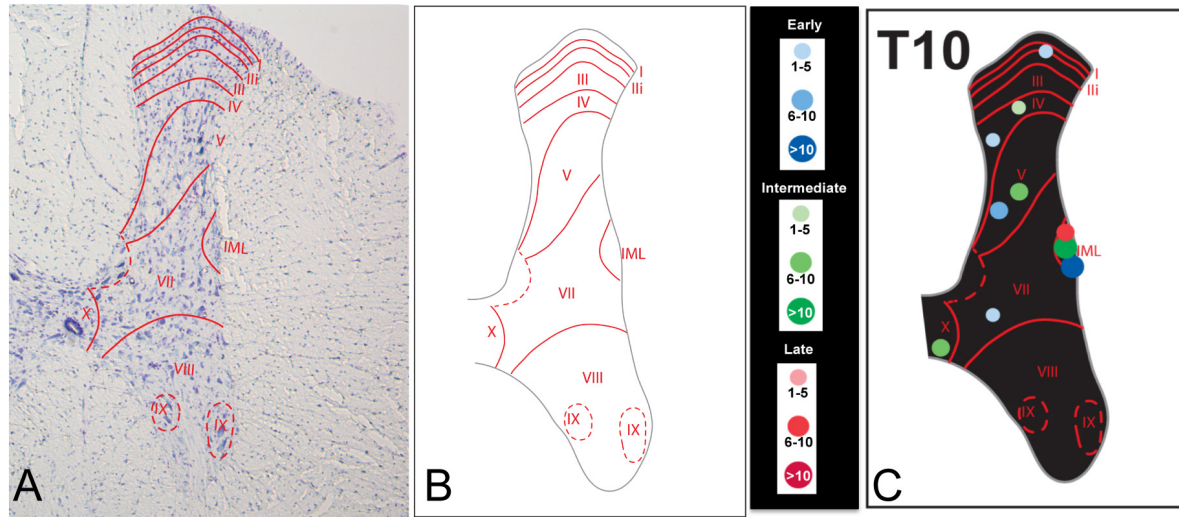 I
IIi
III
IV
V
IML
VII
X
VIII
IX
IX
A
I
IIi
III
IV
V
IML
VII
X
VIII
IX
IX
B
Early
1-5
6-10
>10
Intermediate
1-5
6-10
>10
Late
1-5
6-10
>10
T10
I
IIi
III
IV
V
IML
VII
X
VIII
IX
IX
C